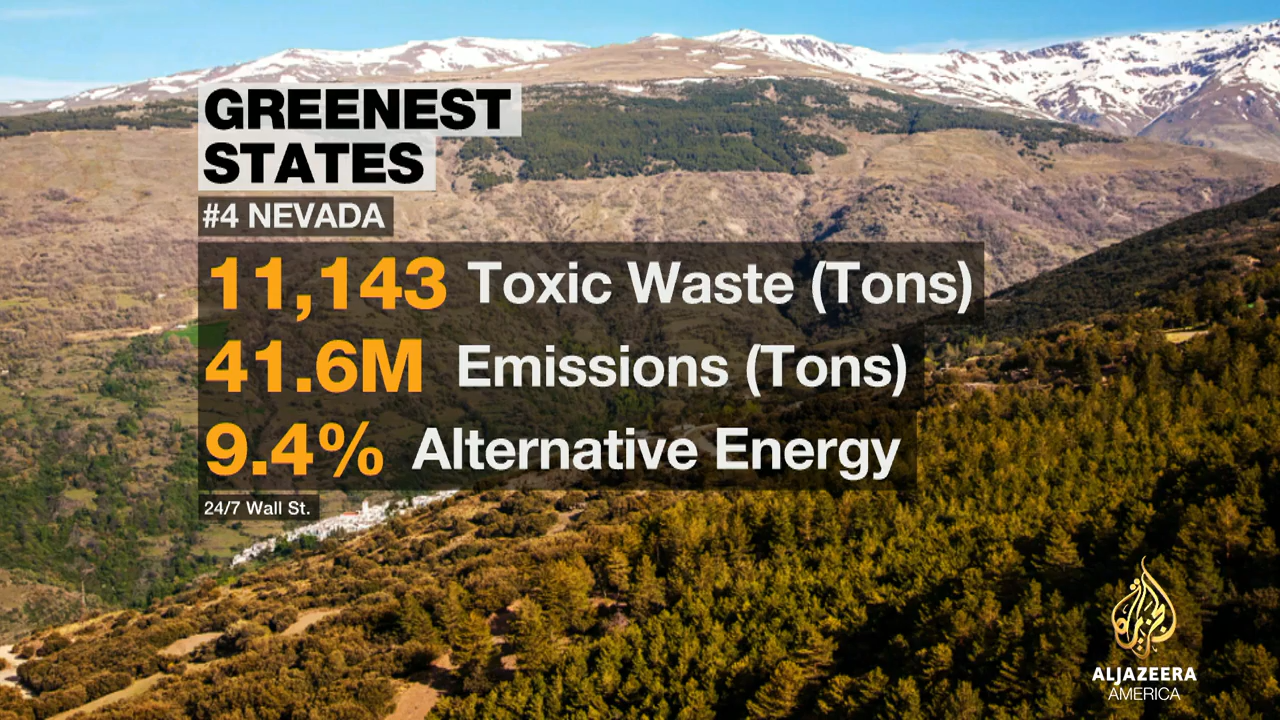 GREENEST
STATES
#4 NEVADA
11,143 Toxic Waste (Tons)
41.6M Emissions (Tons)
9.4% Alternative Energy
24/7 Wall St.
ALJAZEERA
AMERICA